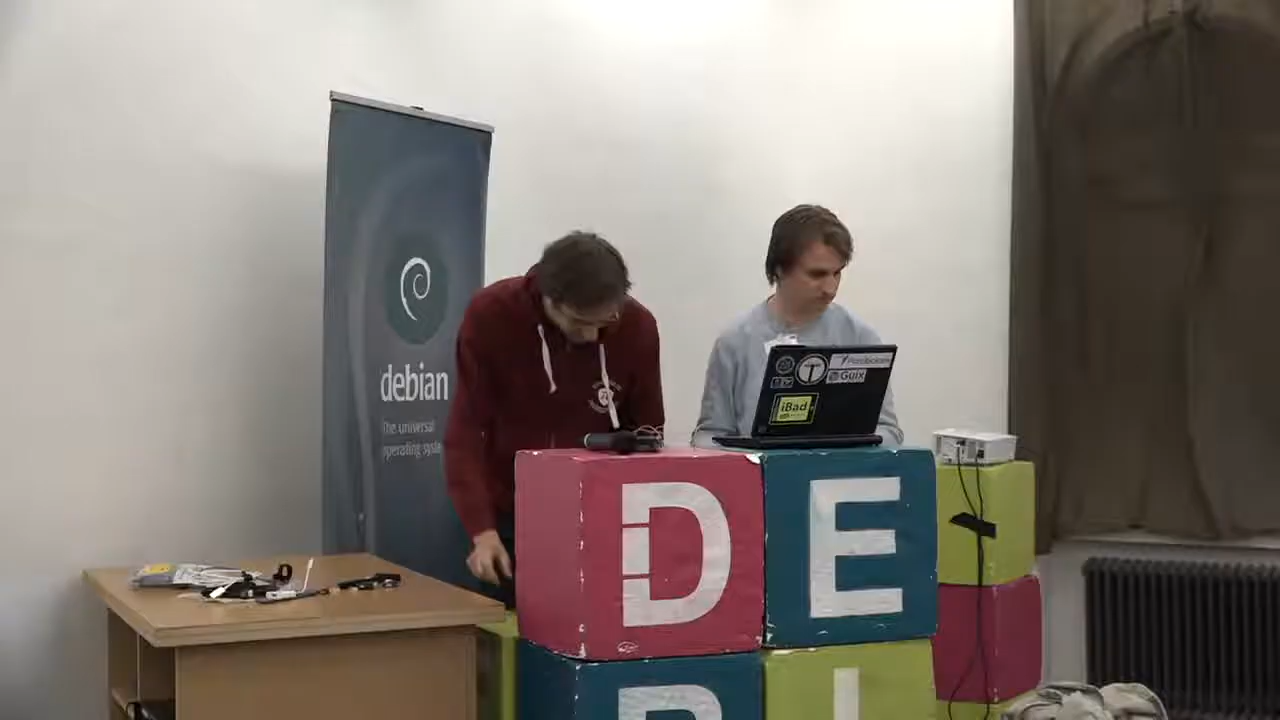 debian
The universal
operating syste
Guix
iBad
D
E
B
I